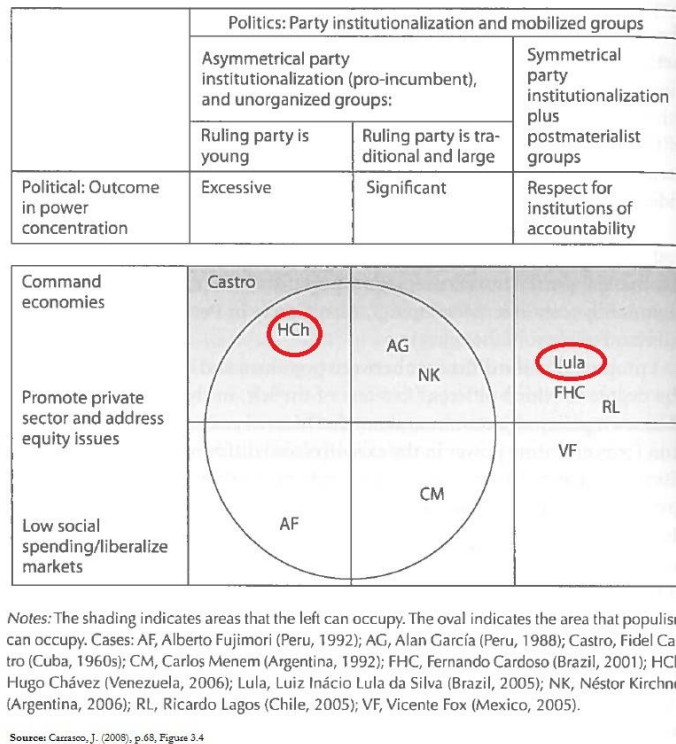 Politics: Party institutionalization and mobilized groups
Asymmetrical party
institutionalization (pro-incumbent),
and unorganized groups:
Symmetrical
party
institutionalization
plus
postmaterialist
groups
Ruling party is
young
Ruling party is tra-
ditional and large
Political: Outcome
in power
concentration
Excessive
Significant
Respect for
institutions of
accountability
Command
economies
Castro
HCh
AG
NK
Lula
FHC
RL
Promote private
sector and address
equity issues
VF
CM
AF
Low social
spending/liberalize
markets
Notes: The shading indicates areas that the left can occupy. The oval indicates the area that populis
can occupy. Cases: AF, Alberto Fujimori (Peru, 1992); AG, Alan García (Peru, 1988); Castro, Fidel Ca
tro (Cuba, 1960s); CM, Carlos Menem (Argentina, 1992); FHC, Fernando Cardoso (Brazil, 2001); HCh
Hugo Chávez (Venezuela, 2006); Lula, Luiz Inácio Lula da Silva (Brazil, 2005); NK, Néstor Kirchne
(Argentina, 2006); RL, Ricardo Lagos (Chile, 2005); VF, Vicente Fox (Mexico, 2005).
Source: Carrasco, J. (2008), p.68, Figure 3.4